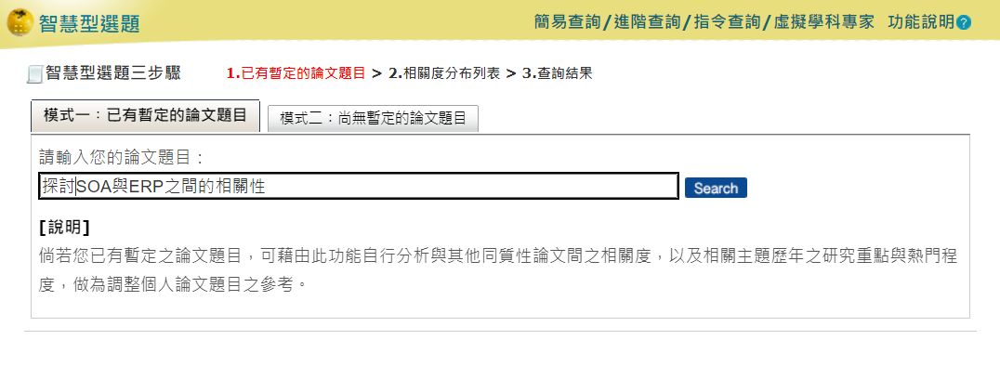 智慧型選題
簡易查詢/進階查詢/指令查詢/虛擬學科專家 功能說明?
智慧型選題三步驟 1.已有暫定的論文題目 > 2.相關度分布列表 > 3.查詢結果
模式一：已有暫定的論文題目 模式二：尚無暫定的論文題目
請輸入您的論文題目：
探討SOA與ERP之間的相關性 Search
[說明]
倘若您已有暫定之論文題目，可藉由此功能自行分析與其他同質性論文間之相關度，以及相關主題歷年之研究重點與熱門程
度，做為調整個人論文題目之參考。